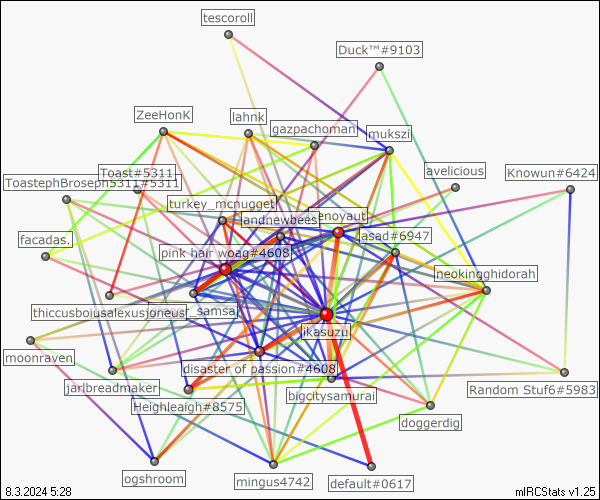 tescoroll
Duck™#9103
ZeeHonK
lahnk
gazpachoman
lmukszi
Toast#5311
ToastephBroseph5311#5311
avelicious
Knowun#6424
turkey_mcnugget
landnewbees
enoyaut
facadas.
pink hair woag#4608
asad#6947
neokingghidorah
thiccusboiusalexusjoneus
_samsa
jkasuzu
moonraven
disaster of passion#4608
jarlbreadmaker
bigcitysamurai
Random Stuf6#5983
Heighleaigh#8575
doggerdig
ogshroom
mingus4742
default#0617
8.3.2024 5:28
mIRCStats v1.25